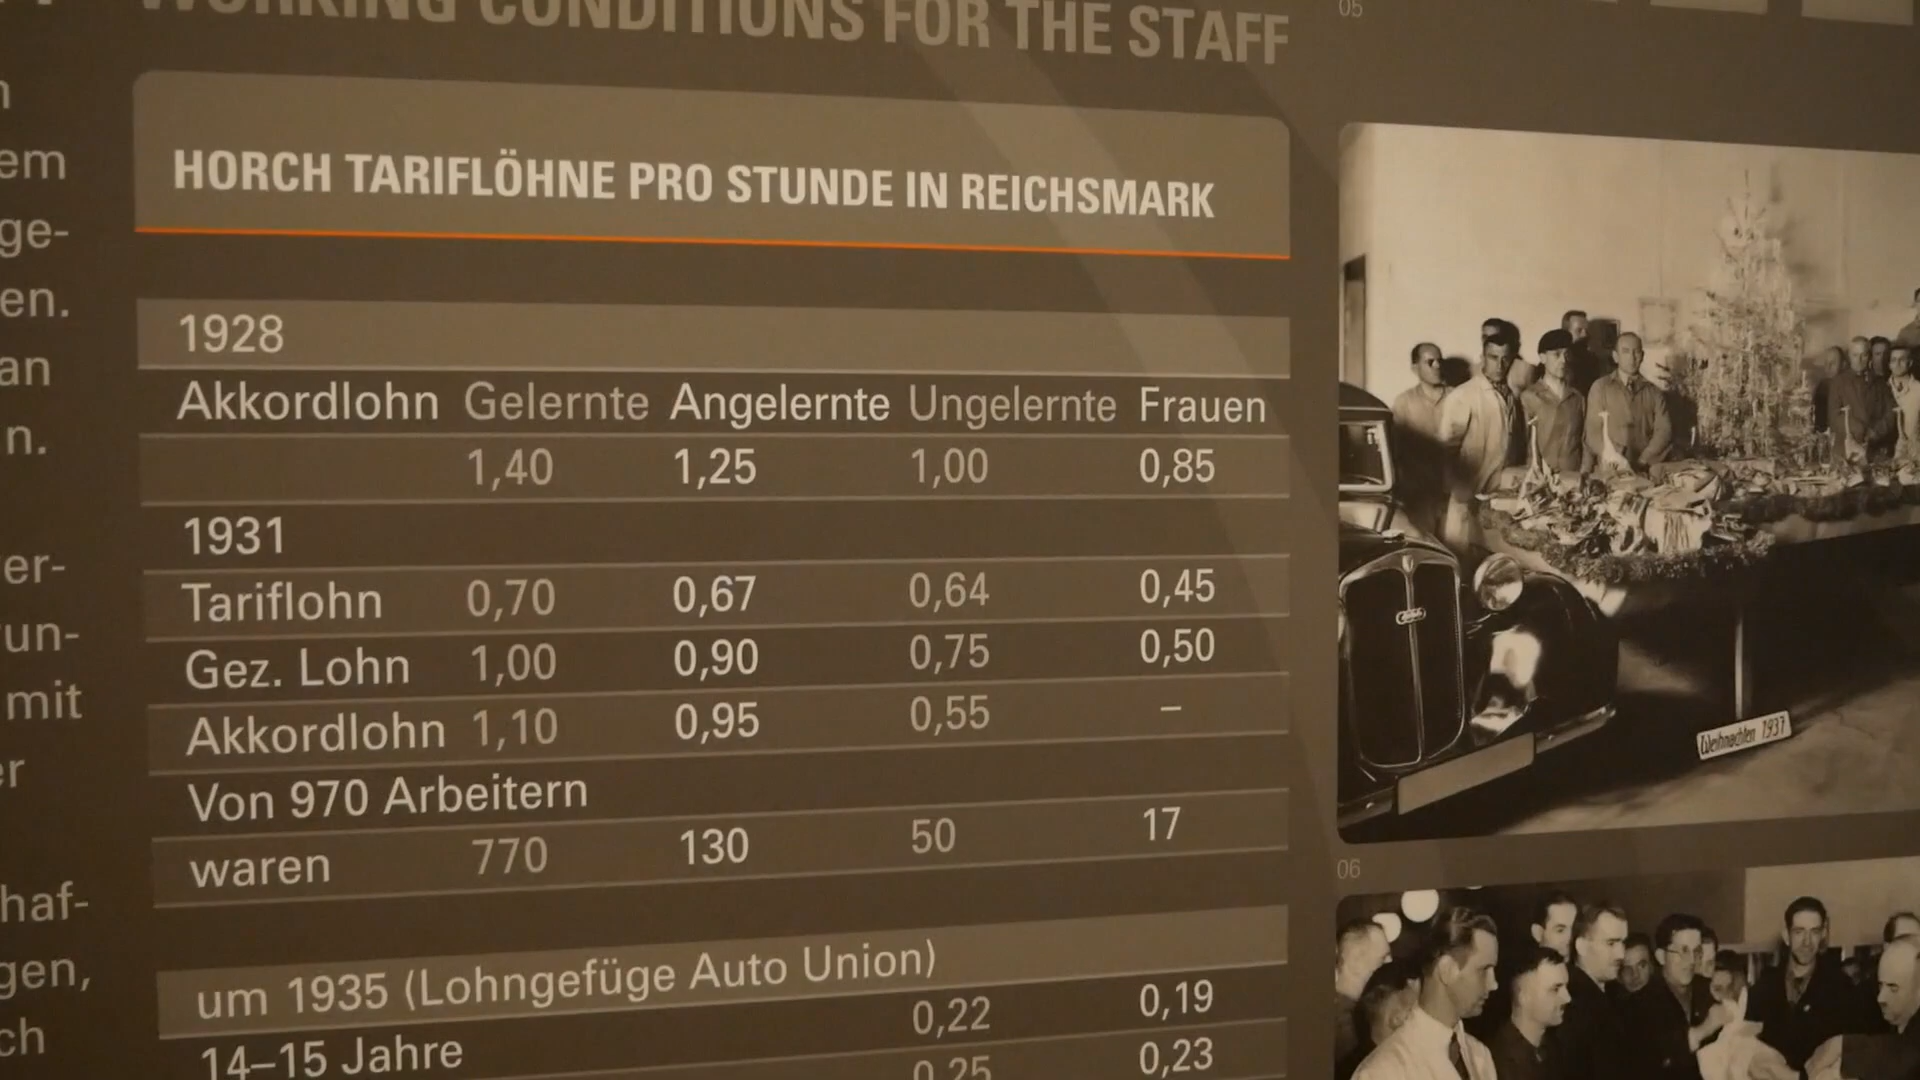 WORKING CONDITIONS FOR THE STAFF
05
HORCH TARIFLÖHNE PRO STUNDE IN REICHSMARK
1928
Akkordlohn Gelernte Angelernte Ungelernte Frauen
1,40 1,25 1,00 0,85
1931
Tariflohn 0,70 0,67 0,64 0,45
Gez. Lohn 1,00 0,90 0,75 0,50
Akkordlohn 1,10 0,95 0,55 –
Von 970 Arbeitern
waren 770 130 50 17
um 1935 (Lohngefüge Auto Union)
14–15 Jahre 0,22 0,19
0,25 0,23
em
ge-
en.
an
n.
er-
run-
mit
er
haf-
gen,
ch
Weihnachten 1937
06